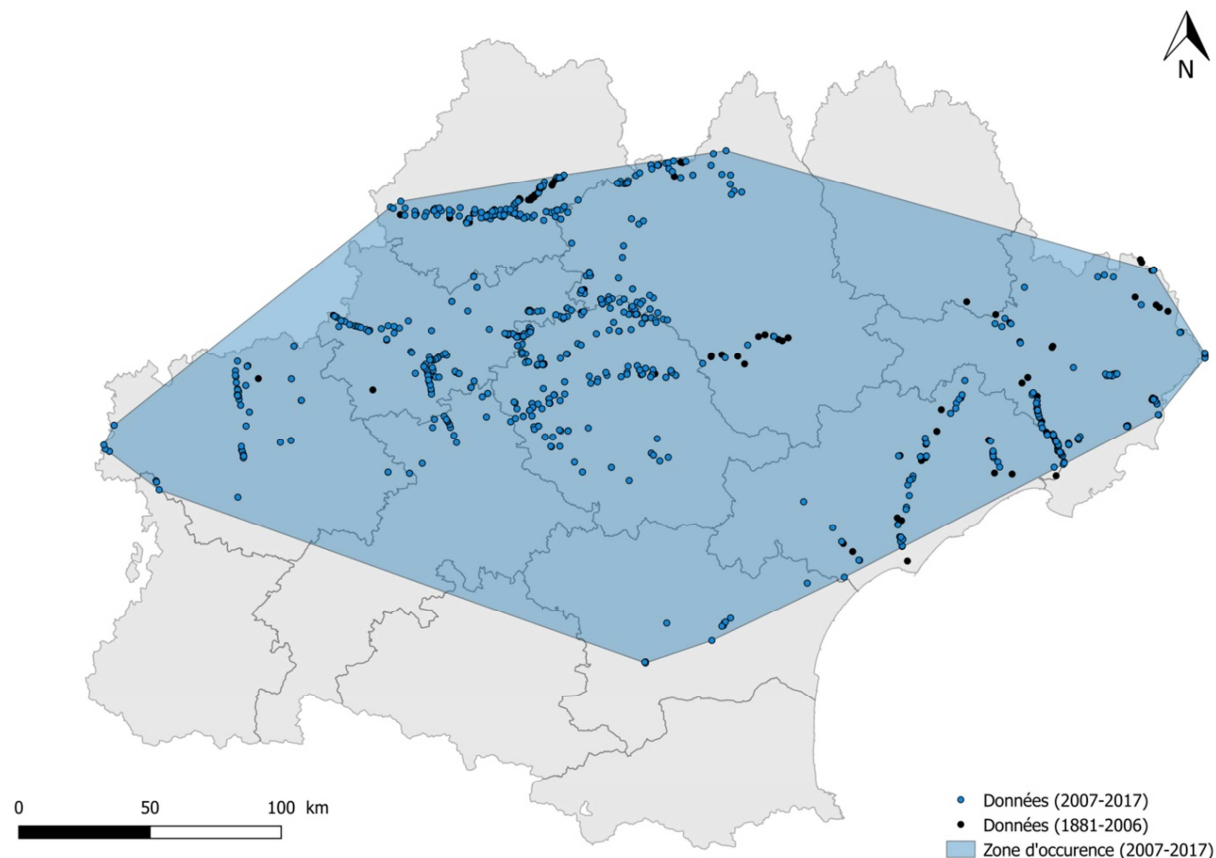 N
0 50 100 km
Données (2007-2017)
Données (1881-2006)
Zone d'occurence (2007-2017)